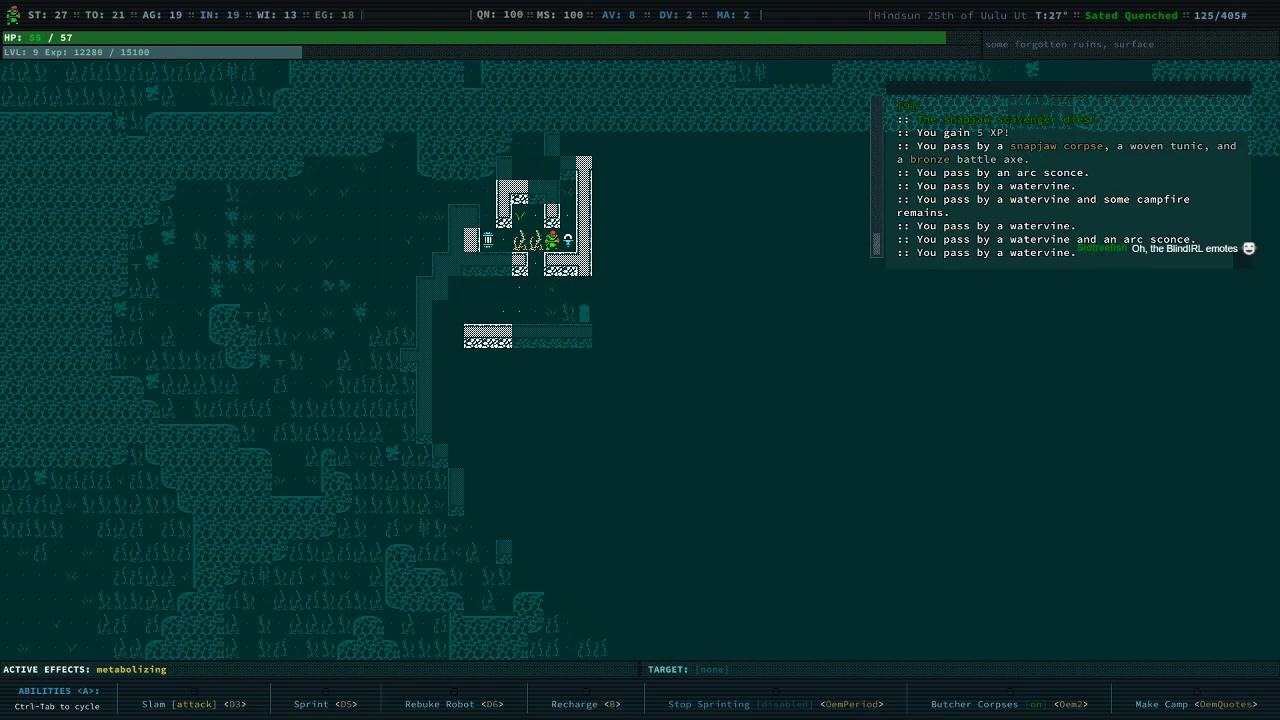 ST: 27 :: TO: 21 :: AG: 19 :: IN: 19 :: WI: 13 :: EG: 18
QN: 100 :: MS: 100 :: AV: 8 :: DV: 2 :: MA: 2
Hindsun 25th of Uulu Ut T:27° :: Sated Quenched :: 125/405#
HP: 55 / 57
LVL: 9 Exp: 12280 / 15100
some forgotten ruins, surface
[9]
:: The snapjaw scavenger dies!
:: You gain 5 XP!
:: You pass by a snapjaw corpse, a woven tunic, and
a bronze battle axe.
:: You pass by an arc sconce.
:: You pass by a watervine.
:: You pass by a watervine and some campfire
remains.
:: You pass by a watervine.
:: You pass by a watervine and an arc sconce.
:: You pass by a watervine.
Oh, the BlindIRL emotes
ACTIVE EFFECTS: metabolizing
TARGET: [none]
ABILITIES <A>:
Ctrl-Tab to cycle
Slam [attack] <D3>
Sprint <D5>
Rebuke Robot <D6>
Recharge <B>
Stop Sprinting [disabled] <OemPeriod>
Butcher Corpses [on] <Oem2>
Make Camp <OemQuotes>